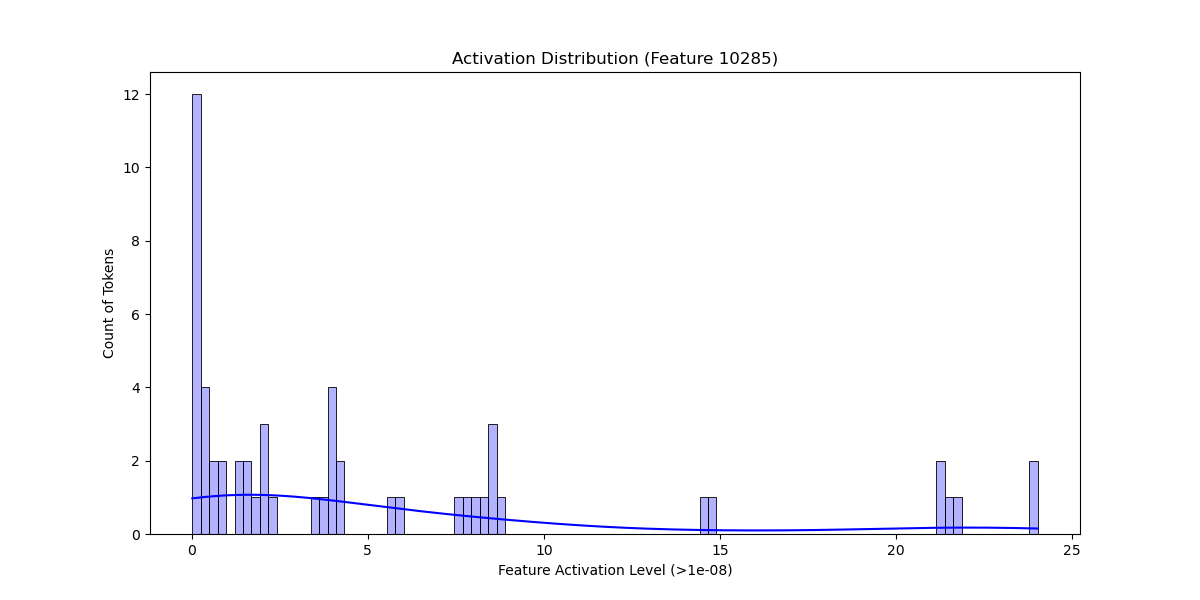 Activation Distribution (Feature 10285)
Count of Tokens
12
10
8
6
4
2
0
0 5 10 15 20 25
Feature Activation Level (>1e-08)